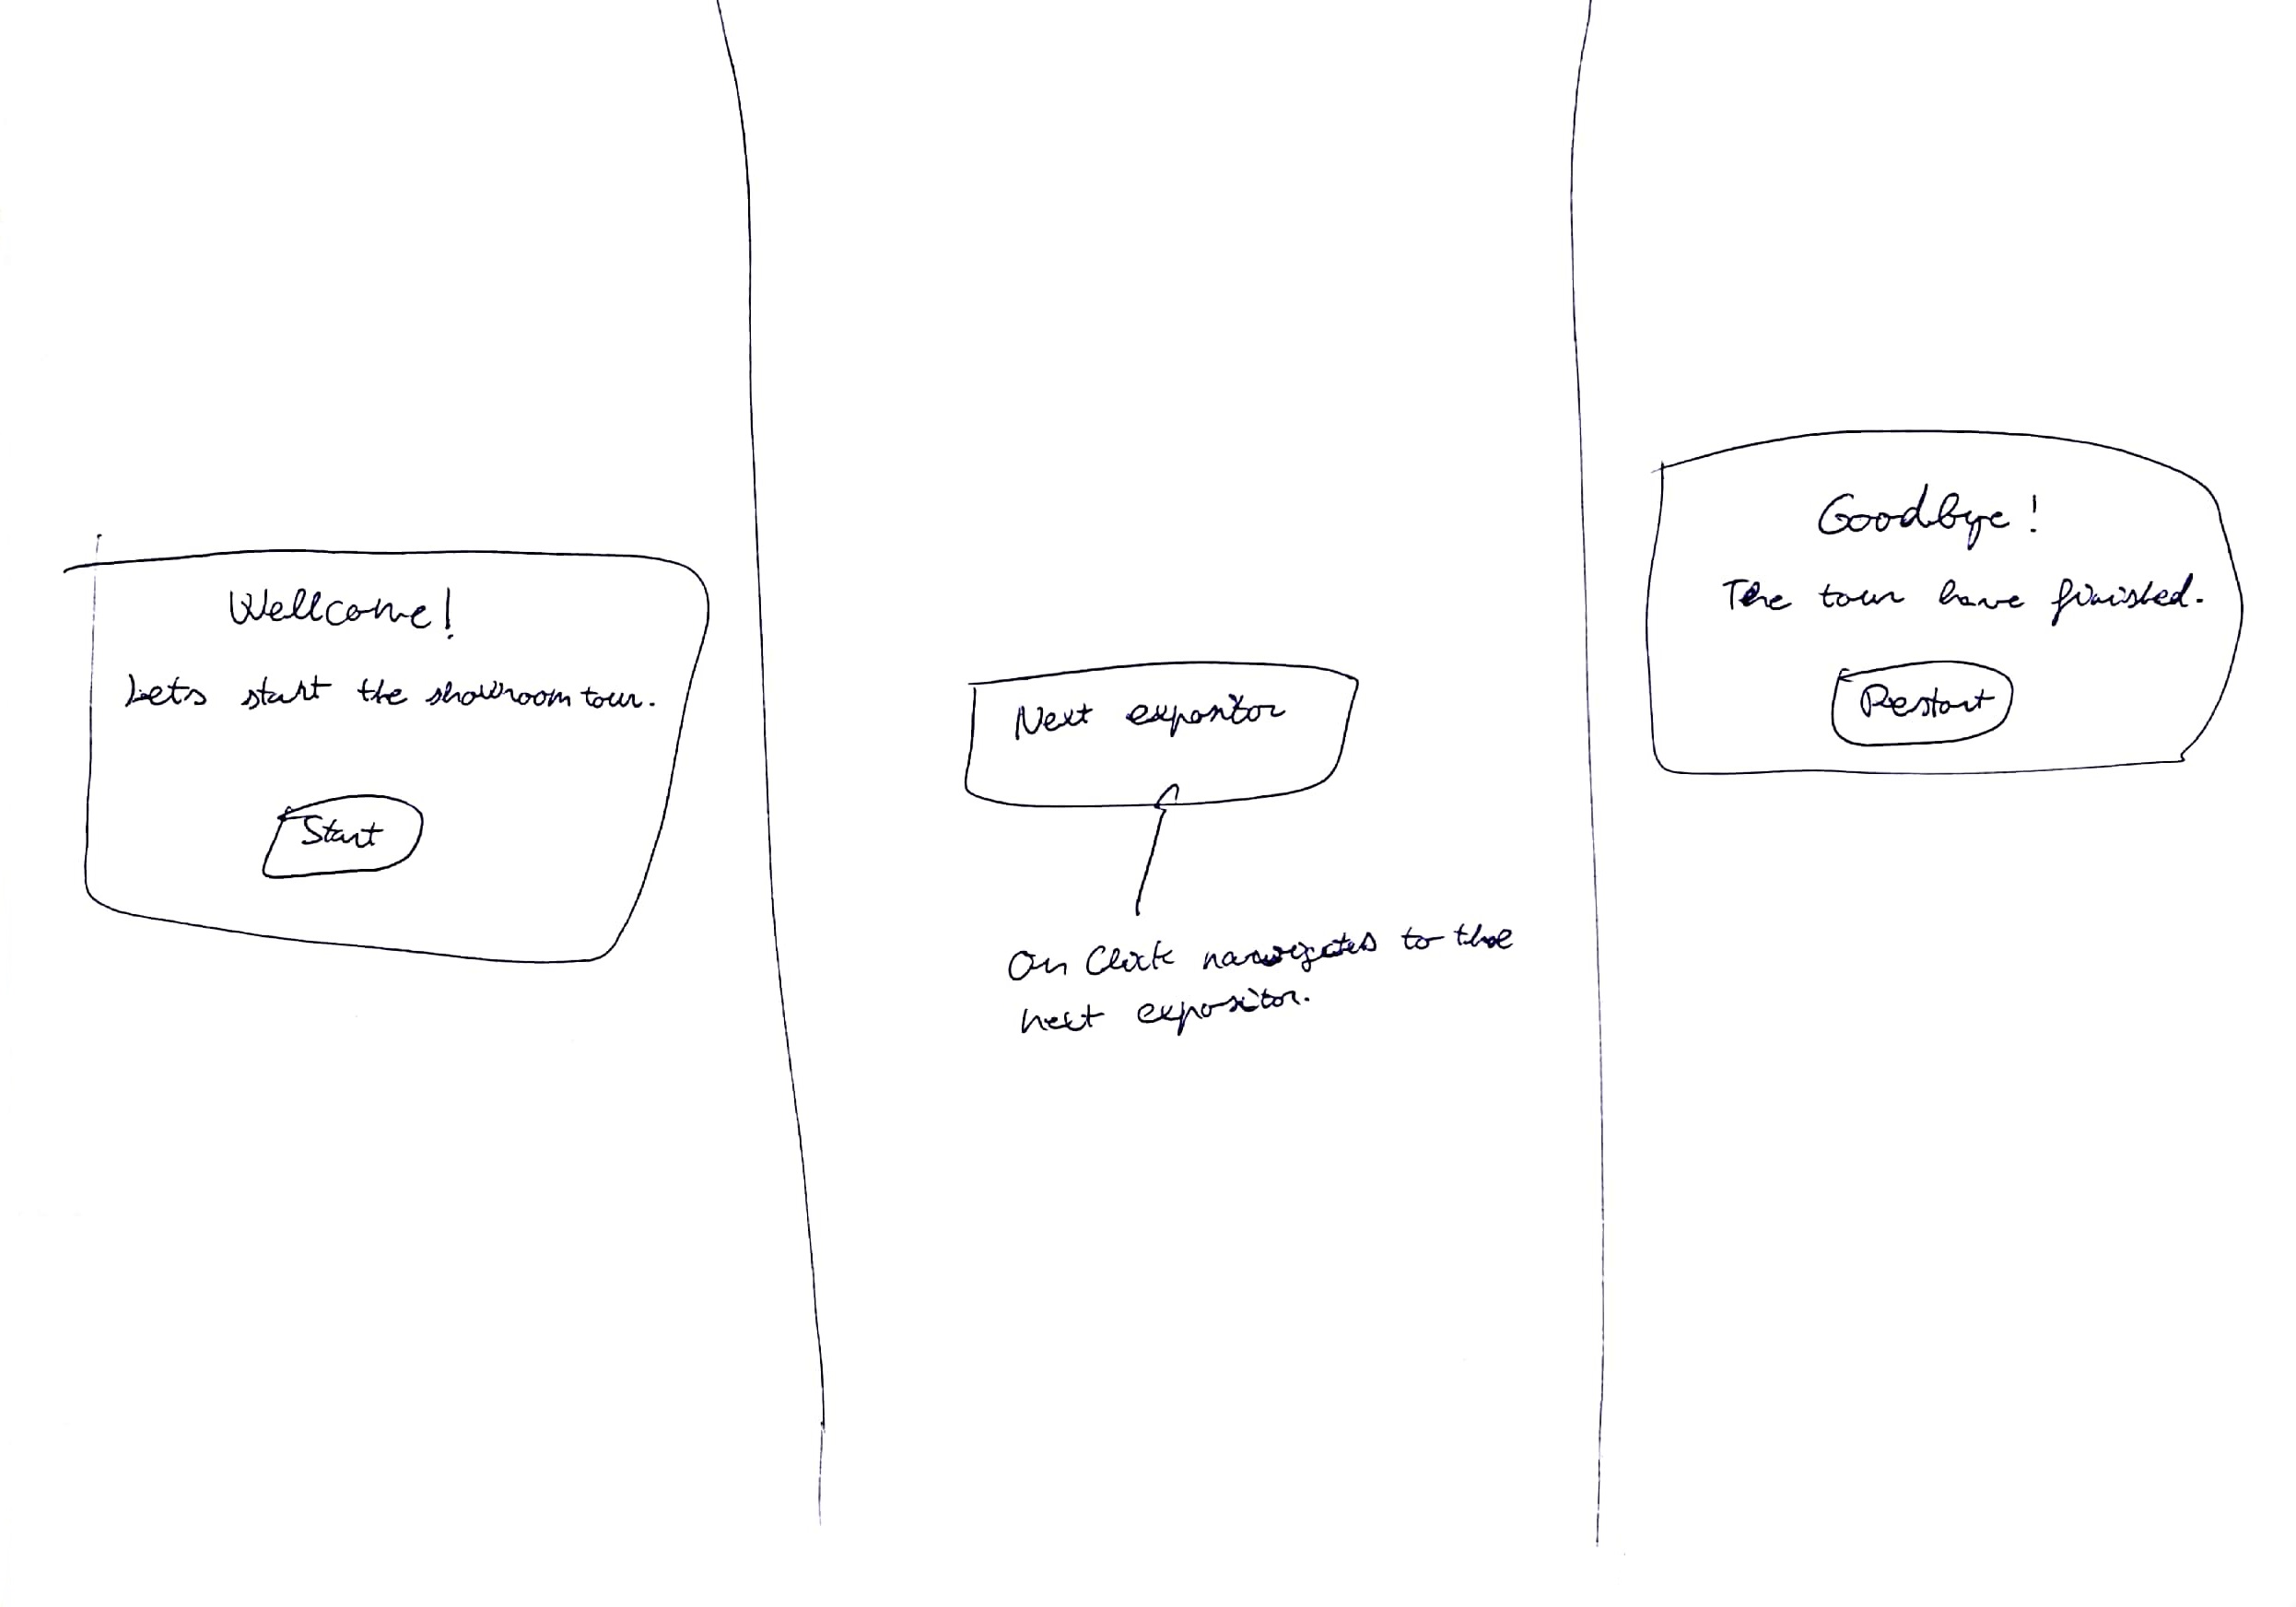 Wellcome!
Lets start the showroom tour.
Start
Next expositor
On Click navigates to the
next expositor.
Goodbye!
The tour have finished.
Restart